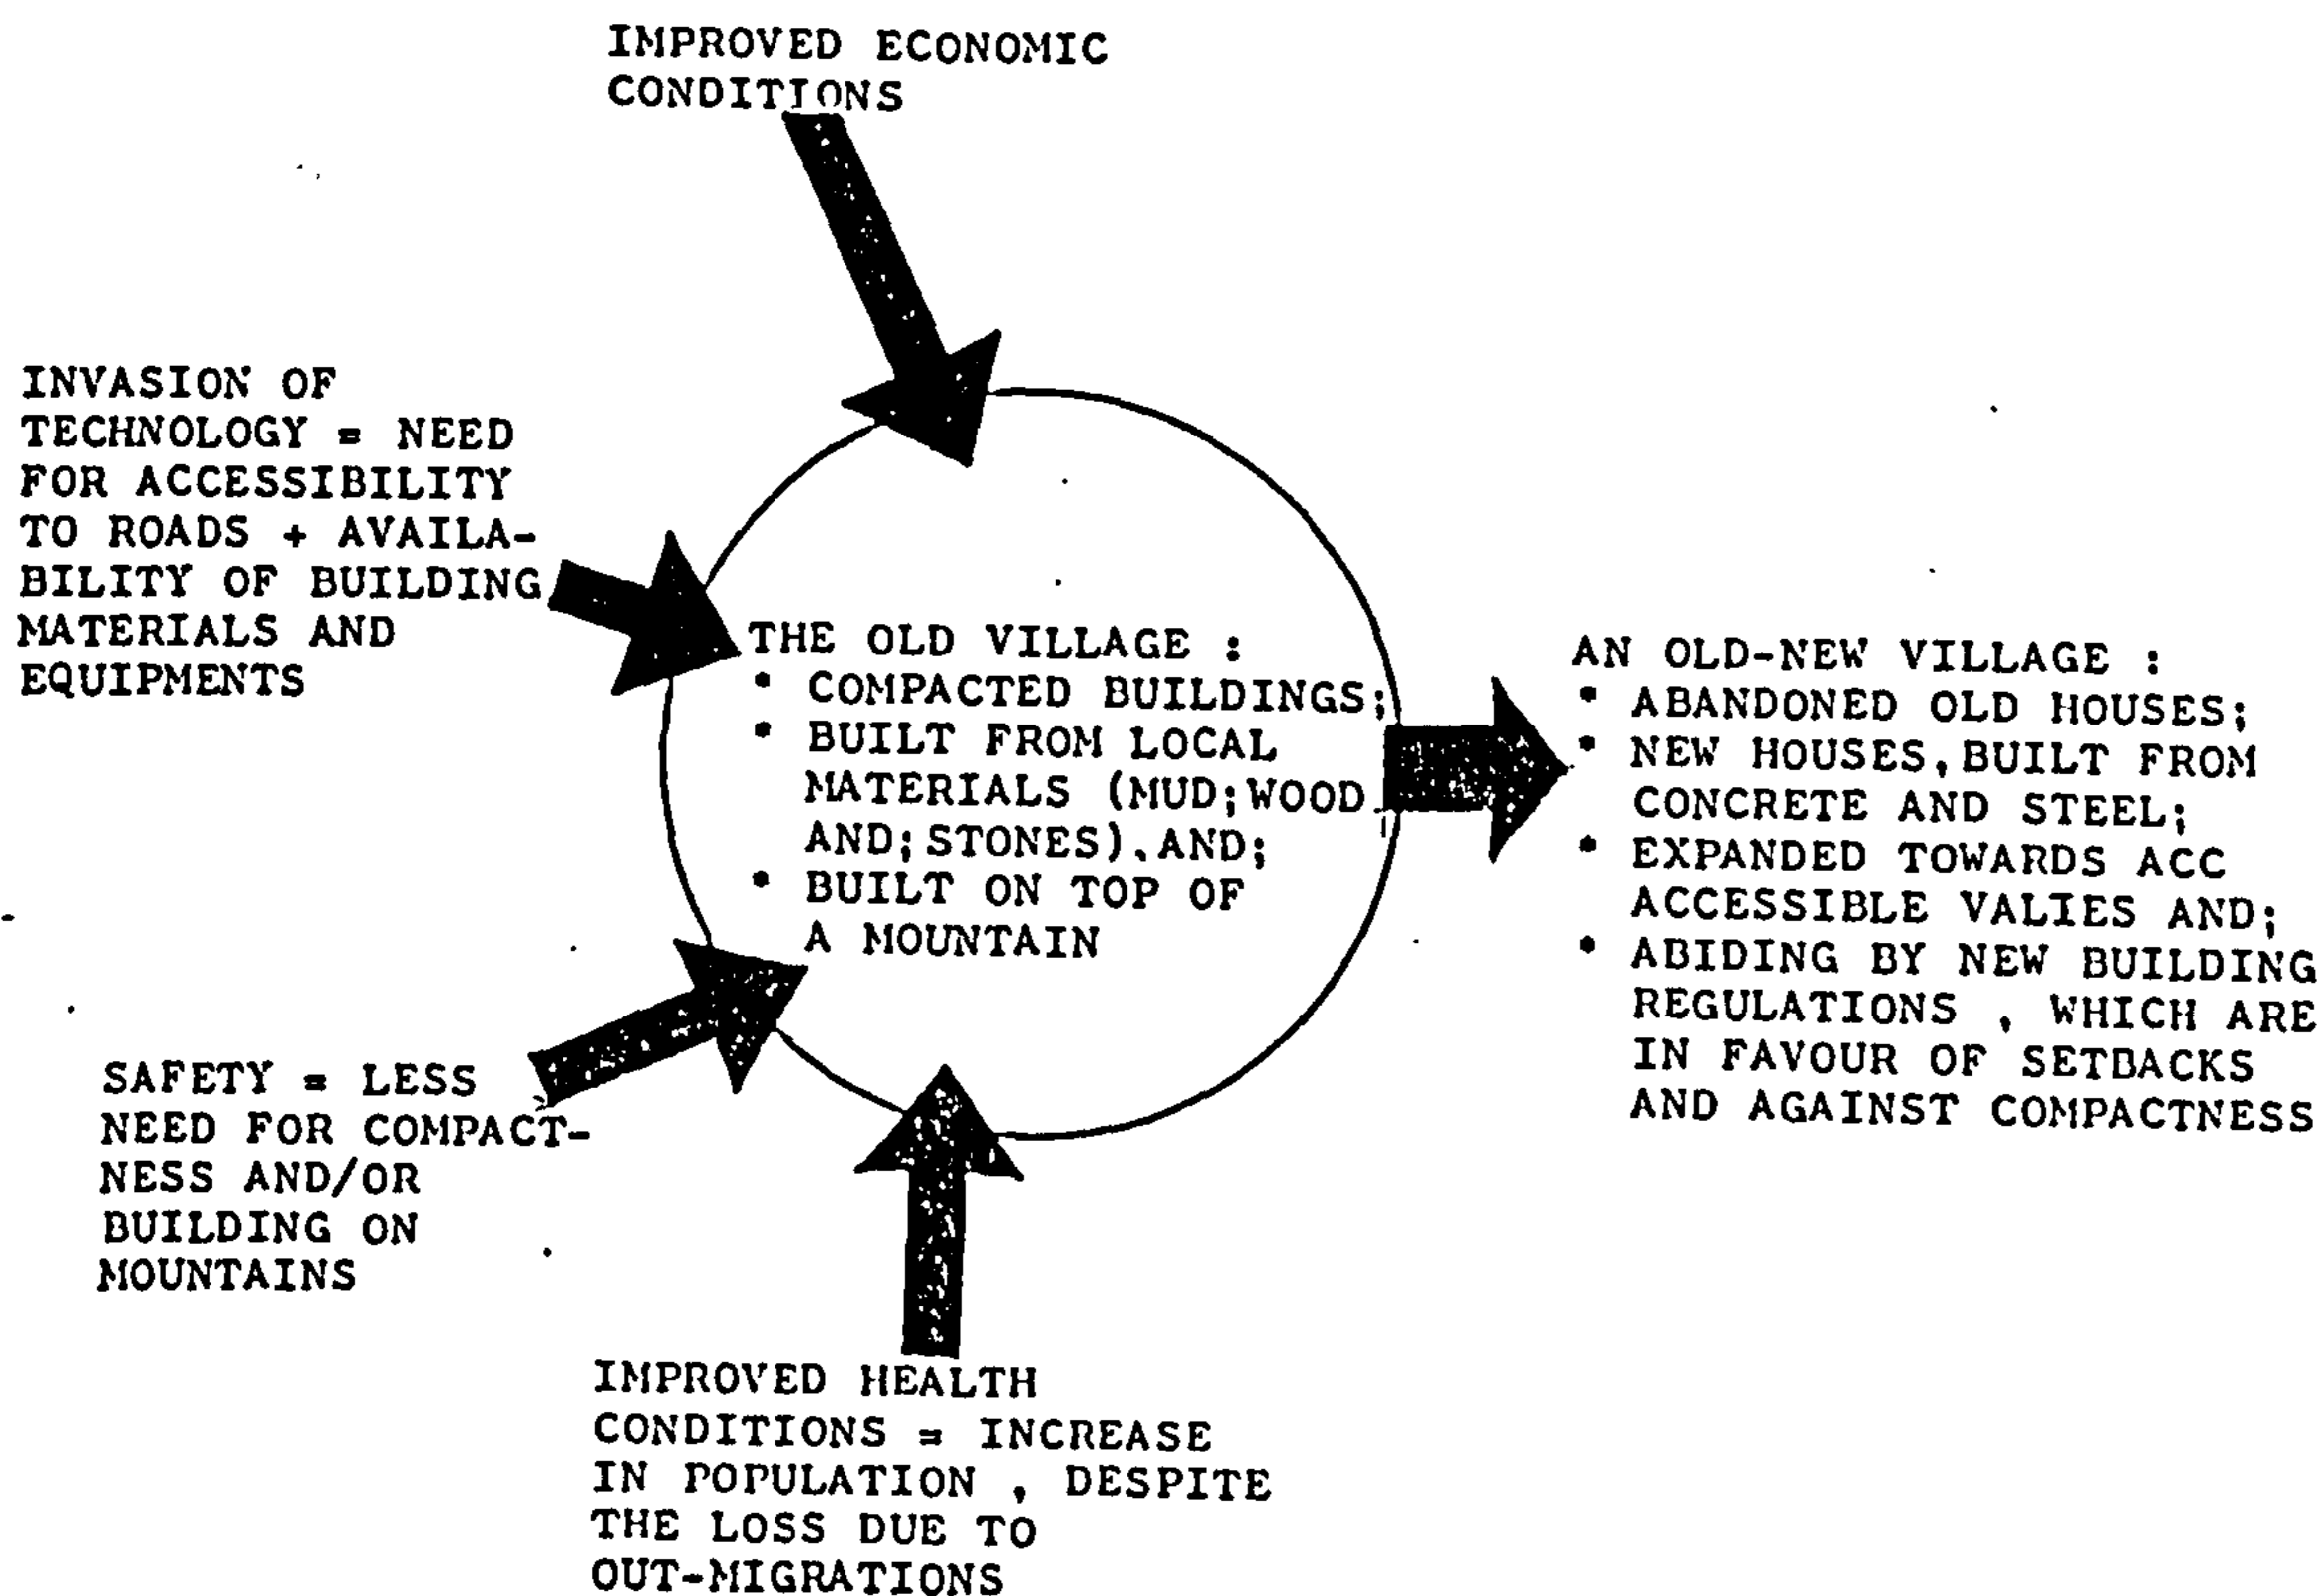 IMPROVED ECONOMIC
CONDITIONS
INVASION OF
TECHNOLOGY = NEED
FOR ACCESSIBILITY
TO ROADS + AVAILA-
BILITY OF BUILDING
MATERIALS AND
EQUIPMENTS
THE OLD VILLAGE :
• COMPACTED BUILDINGS;
• BUILT FROM LOCAL
MATERIALS (MUD;WOOD
AND;STONES),AND;
• BUILT ON TOP OF
A MOUNTAIN
AN OLD-NEW VILLAGE :
• ABANDONED OLD HOUSES;
• NEW HOUSES,BUILT FROM
CONCRETE AND STEEL;
• EXPANDED TOWARDS ACC
ACCESSIBLE VALIES AND;
• ABIDING BY NEW BUILDING
REGULATIONS , WHICH ARE
IN FAVOUR OF SETBACKS
AND AGAINST COMPACTNESS
SAFETY = LESS
NEED FOR COMPACT-
NESS AND/OR
BUILDING ON
MOUNTAINS
IMPROVED HEALTH
CONDITIONS = INCREASE
IN POPULATION , DESPITE
THE LOSS DUE TO
OUT-MIGRATIONS